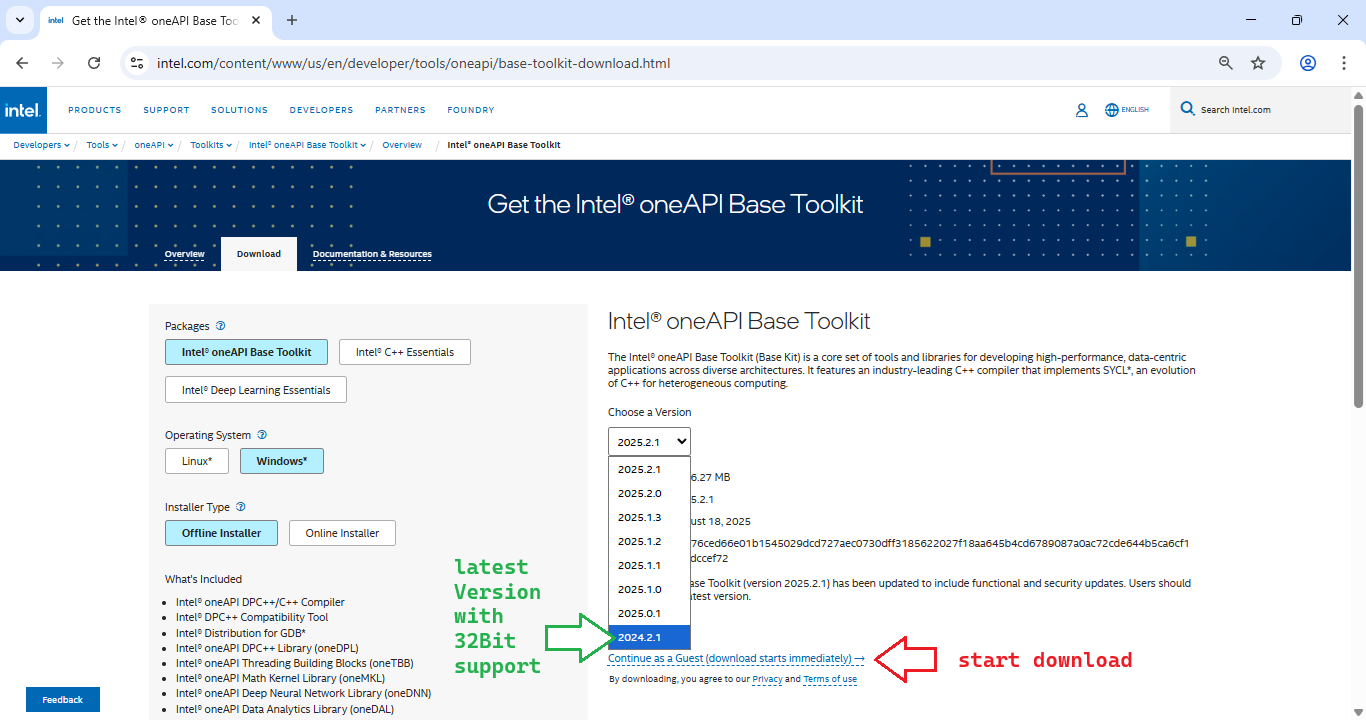 intel
Get the Intel® oneAPI Base Too
intel.com/content/www/us/en/developer/tools/oneapi/base-toolkit-download.html
intel.
PRODUCTS
SUPPORT
SOLUTIONS
DEVELOPERS
PARTNERS
FOUNDRY
ENGLISH
Search Intel.com
Developers / Tools / oneAPI / Toolkits / Intel® oneAPI Base Toolkit / Overview / Intel® oneAPI Base Toolkit
Get the Intel® oneAPI Base Toolkit
Overview
Download
Documentation & Resources
Packages
Intel® oneAPI Base Toolkit
Intel® C++ Essentials
Intel® Deep Learning Essentials
Operating System
Linux*
Windows*
Installer Type
Offline Installer
Online Installer
What's Included
Intel® oneAPI DPC++/C++ Compiler
Intel® DPC++ Compatibility Tool
Intel® Distribution for GDB*
Intel® oneAPI DPC++ Library (oneDPL)
Intel® oneAPI Threading Building Blocks (oneTBB)
Intel® oneAPI Math Kernel Library (oneMKL)
Intel® oneAPI Deep Neural Network Library (oneDNN)
Intel® oneAPI Data Analytics Library (oneDAL)
Feedback
Intel® oneAPI Base Toolkit
The Intel® oneAPI Base Toolkit (Base Kit) is a core set of tools and libraries for developing high-performance, data-centric
applications across diverse architectures. It features an industry-leading C++ compiler that implements SYCL*, an evolution
of C++ for heterogeneous computing.
Choose a Version
2025.2.1
2025.2.1
2025.2.0
2025.1.3
2025.1.2
2025.1.1
2025.1.0
2025.0.1
2024.2.1
6.27 MB
5.2.1
ust 18, 2025
76ced66e01b1545029dcd727aec0730dff3185622027f18aa645b4cd6789087a0ac72cde644b5ca6cf1
dccef72
ase Toolkit (version 2025.2.1) has been updated to include functional and security updates. Users should
atest version.
latest
Version
with
32Bit
support
Continue as a Guest (download starts immediately) →
start download
By downloading, you agree to our Privacy and Terms of use